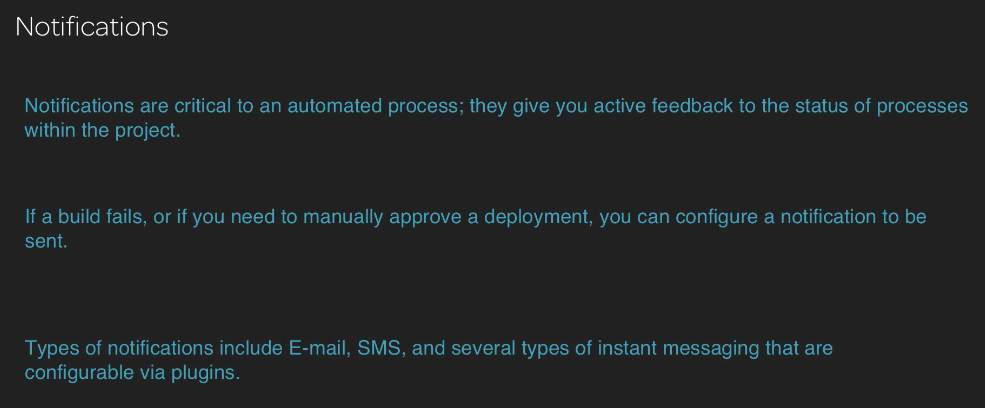 Notifications
Notifications are critical to an automated process; they give you active feedback to the status of processes
within the project.
If a build fails, or if you need to manually approve a deployment, you can configure a notification to be
sent.
Types of notifications include E-mail, SMS, and several types of instant messaging that are
configurable via plugins.